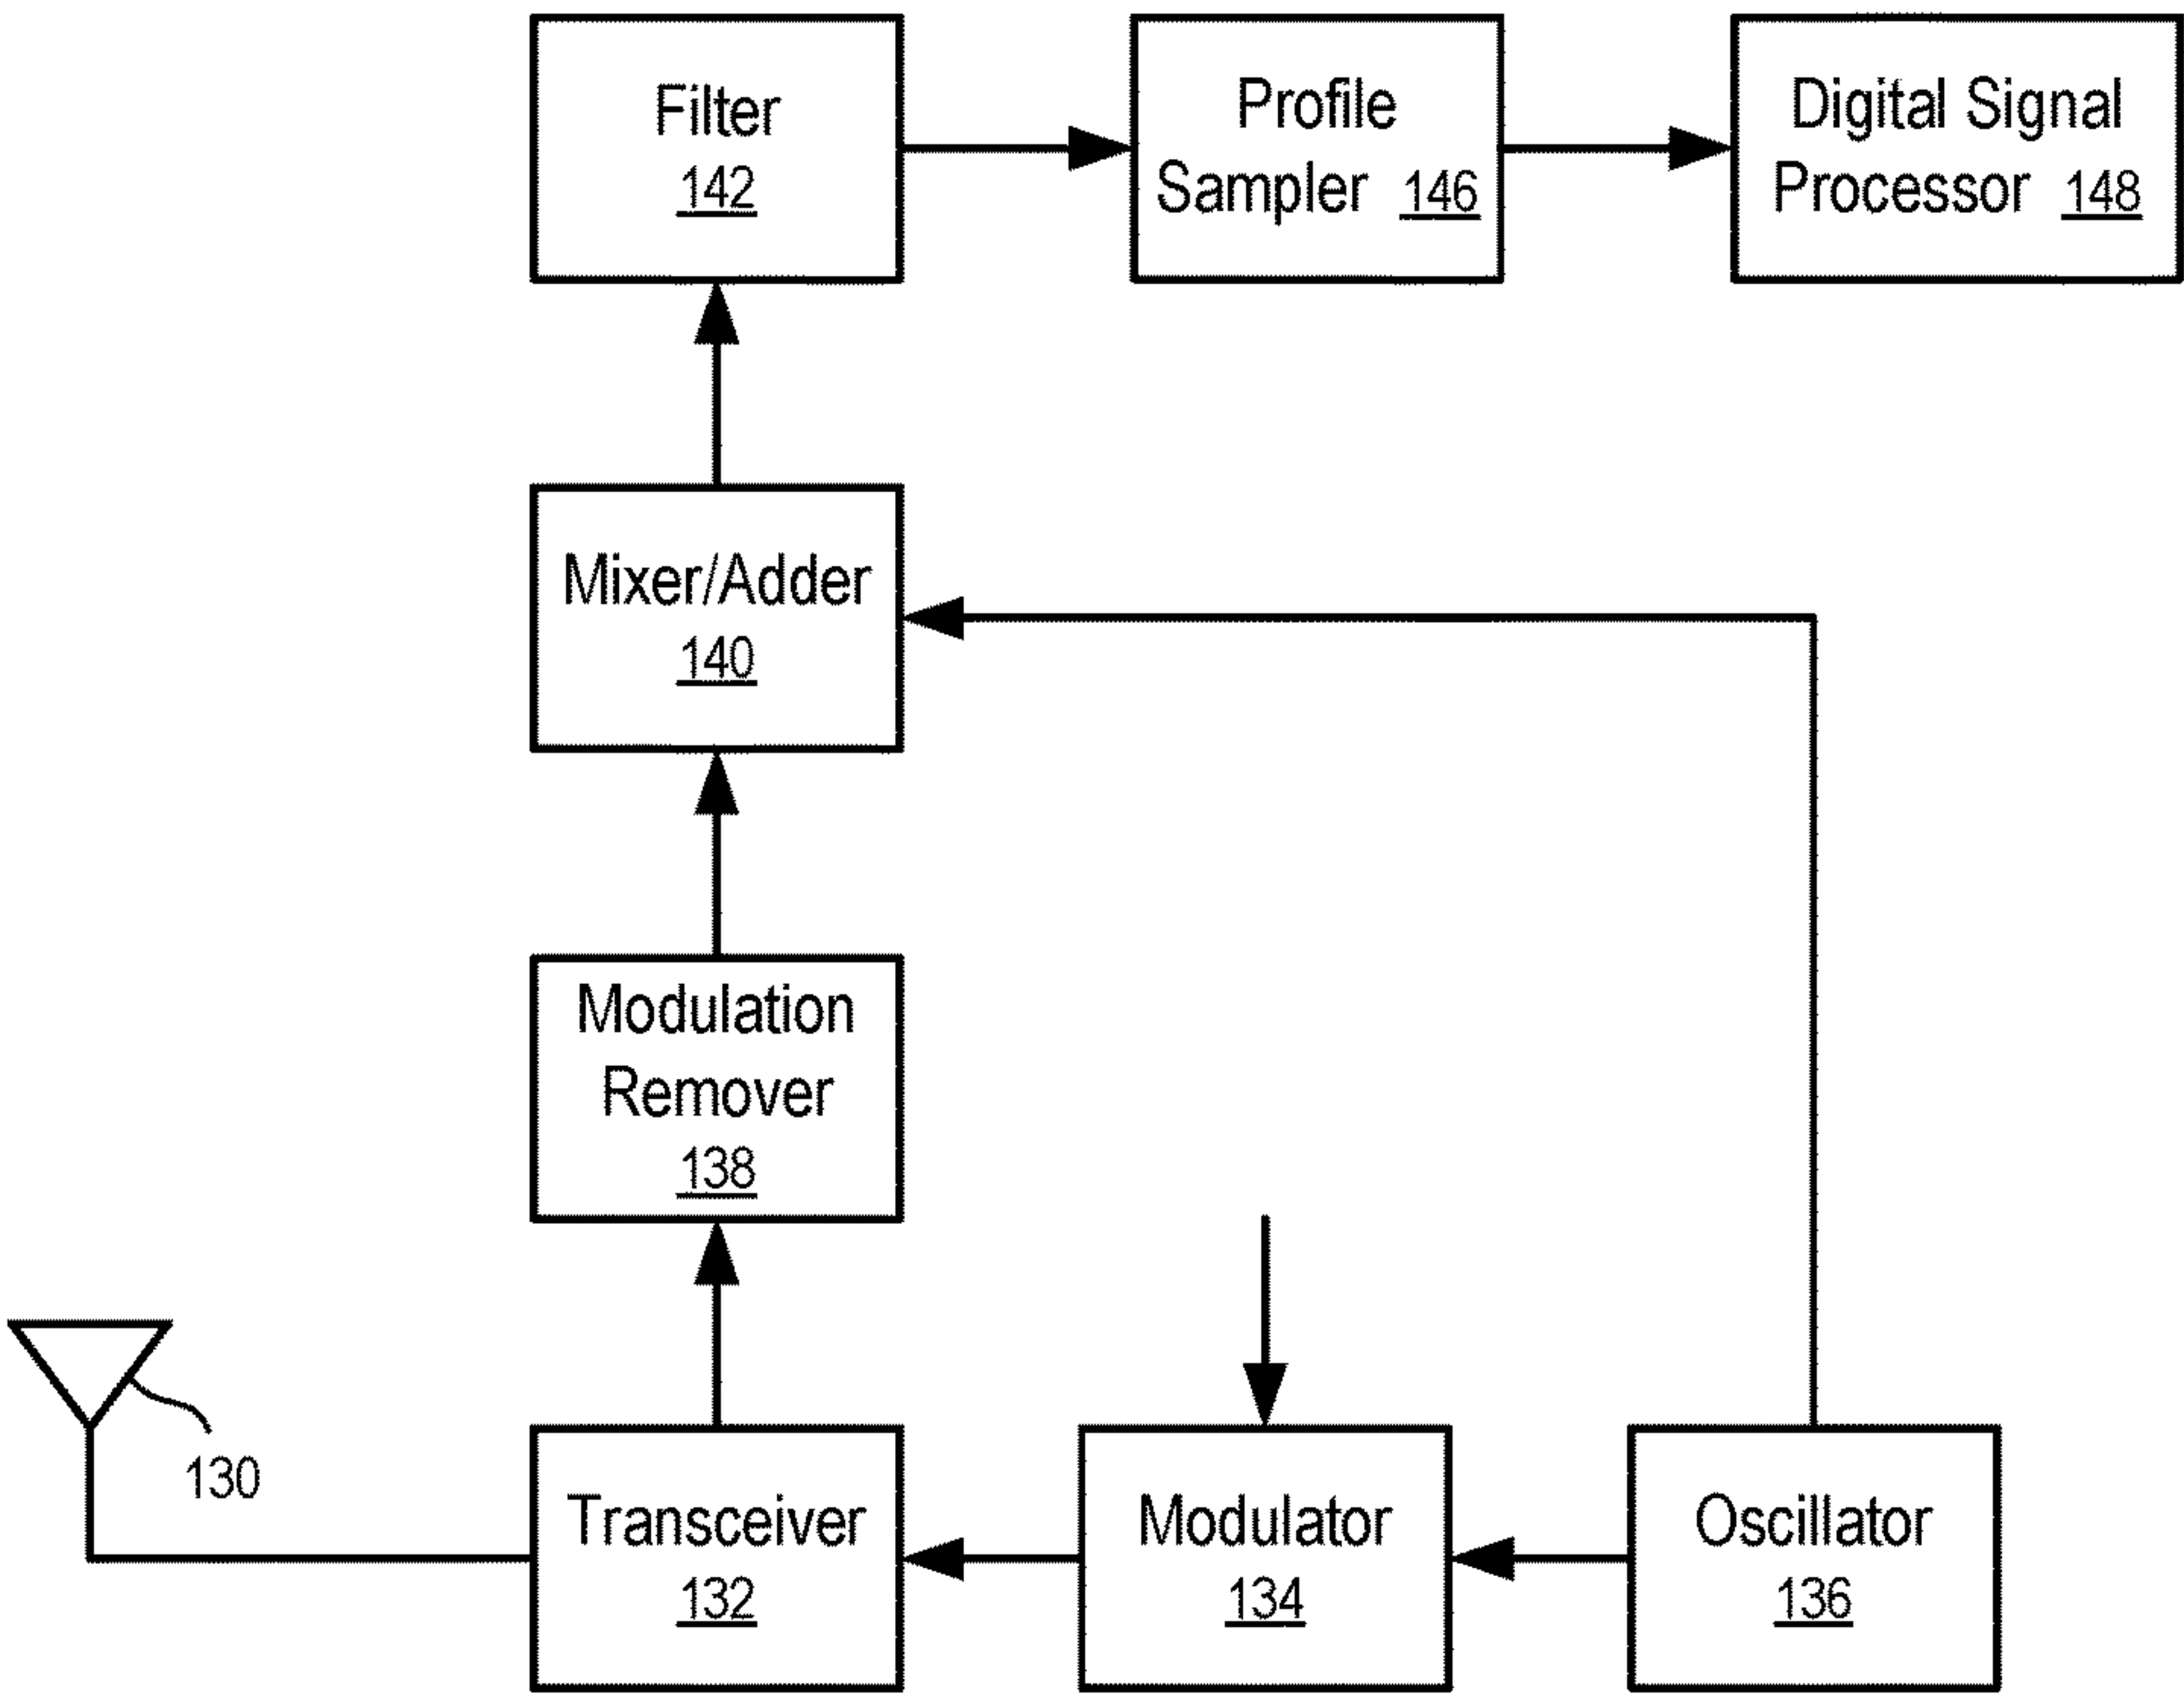 Filter
142
Profile
Sampler 146
Digital Signal
Processor 148
Mixer/Adder
140
Modulation
Remover
138
130
Transceiver
132
Modulator
134
Oscillator
136